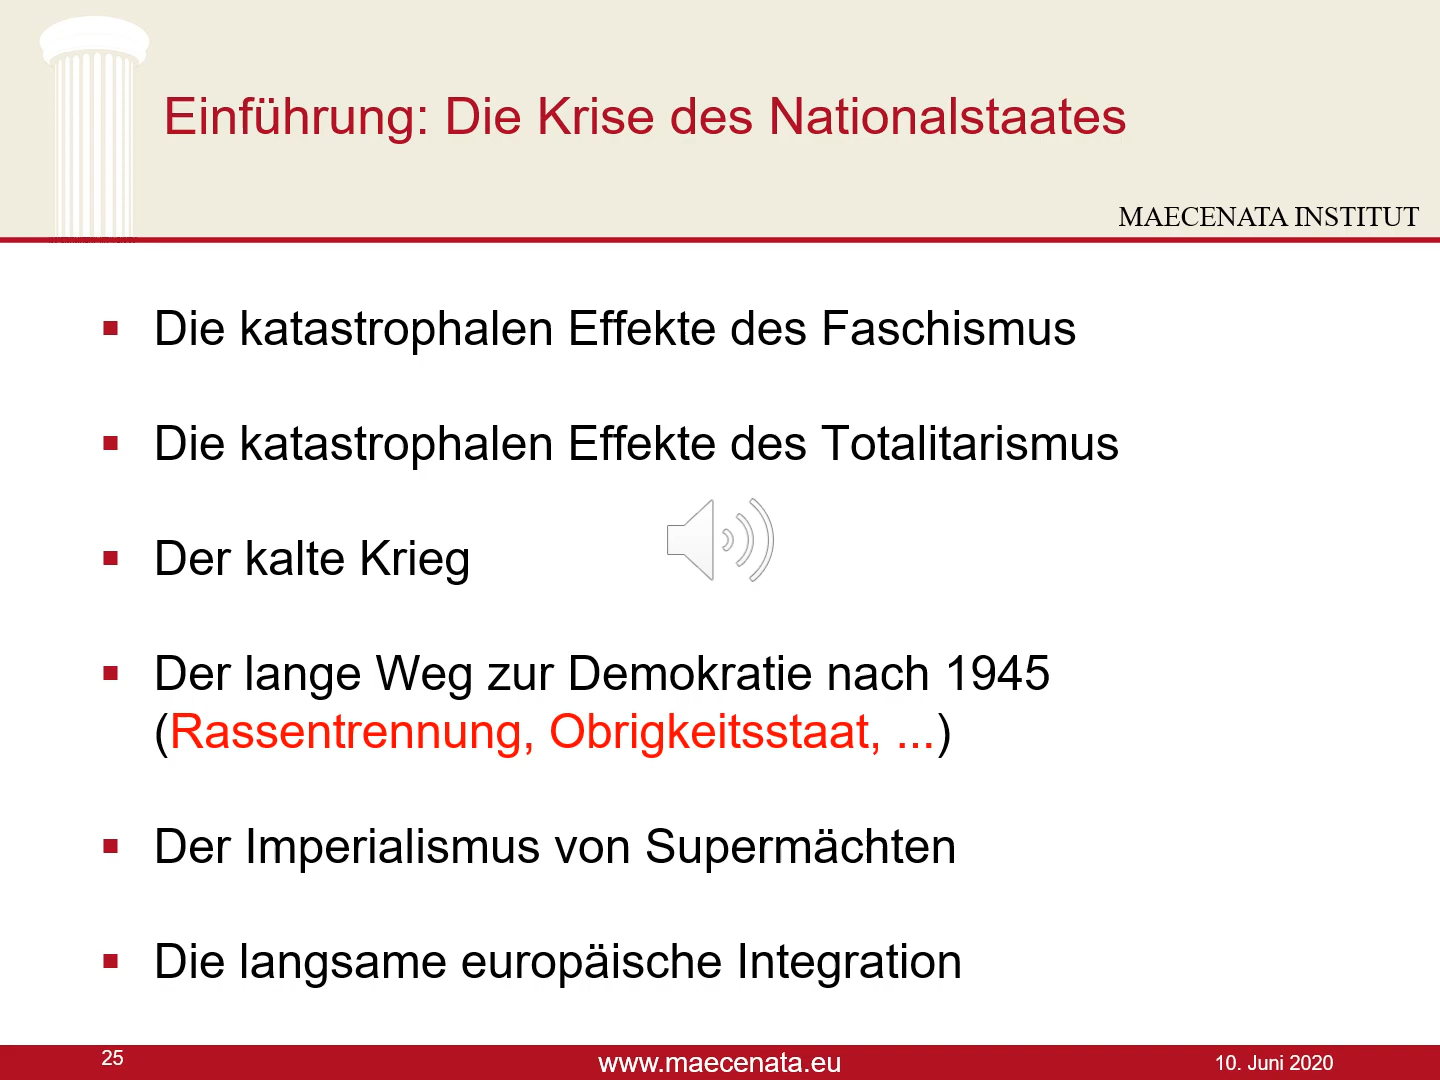 Einführung: Die Krise des Nationalstaates
MAECENATA INSTITUT
▪ Die katastrophalen Effekte des Faschismus
▪ Die katastrophalen Effekte des Totalitarismus
▪ Der kalte Krieg
▪ Der lange Weg zur Demokratie nach 1945
(Rassentrennung, Obrigkeitsstaat, ...)
▪ Der Imperialismus von Supermächten
▪ Die langsame europäische Integration
25
www.maecenata.eu
10. Juni 2020